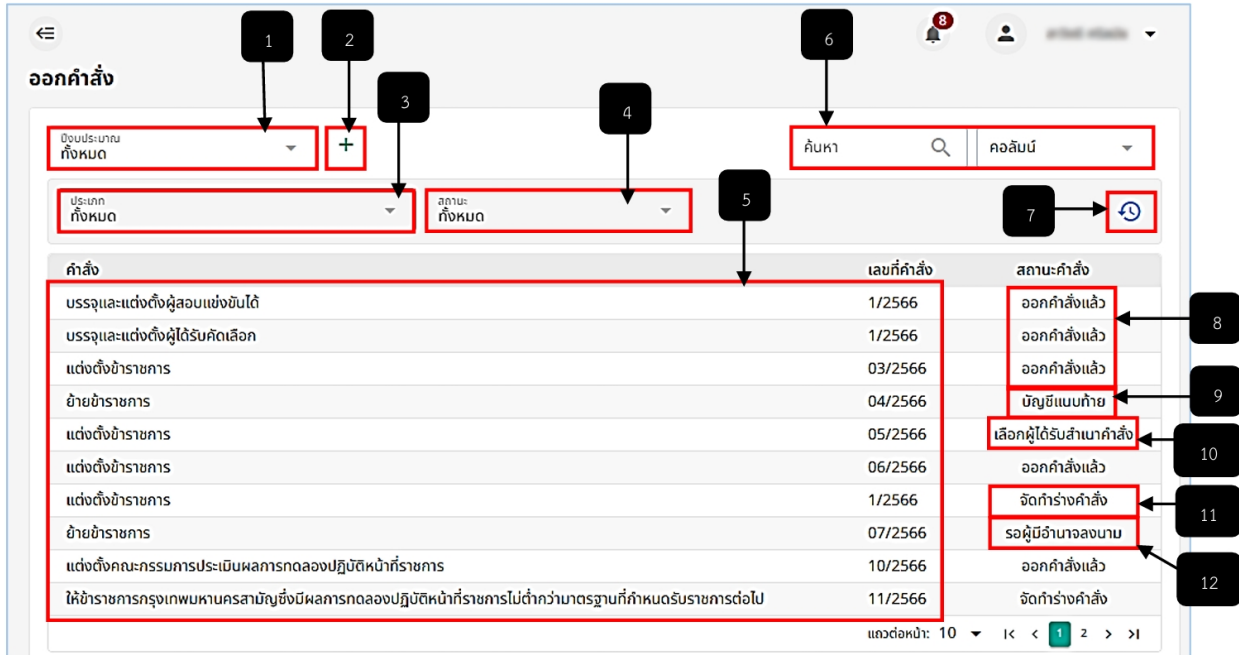 8
1
2
6
ออกคำสั่ง
3
4
ปีงบประมาณ
ทั้งหมด
+
ค้นหา
คอลัมน์
5
ประเภท
ทั้งหมด
สถานะ
ทั้งหมด
7
คำสั่ง เลขที่คำสั่ง สถานะคำสั่ง
บรรจุและแต่งตั้งผู้สอบแข่งขันได้ 1/2566 ออกคำสั่งแล้ว
8
บรรจุและแต่งตั้งผู้ได้รับคัดเลือก 1/2566 ออกคำสั่งแล้ว
แต่งตั้งข้าราชการ 03/2566 ออกคำสั่งแล้ว
ย้ายข้าราชการ 04/2566 บัญชีแนบท้าย
9
แต่งตั้งข้าราชการ 05/2566 เลือกผู้ได้รับสำเนาคำสั่ง
10
แต่งตั้งข้าราชการ 06/2566 ออกคำสั่งแล้ว
แต่งตั้งข้าราชการ 1/2566 จัดทำร่างคำสั่ง
11
ย้ายข้าราชการ 07/2566 รอผู้มีอำนาจลงนาม
แต่งตั้งคณะกรรมการประเมินผลการทดลองปฏิบัติหน้าที่ราชการ 10/2566 ออกคำสั่งแล้ว
12
ให้ข้าราชการกรุงเทพมหานครสามัญซึ่งมีผลการทดลองปฏิบัติหน้าที่ราชการไม่ต่ำกว่ามาตรฐานที่กำหนดรับราชการต่อไป 11/2566 จัดทำร่างคำสั่ง
แถวต่อหน้า: 10 1 2